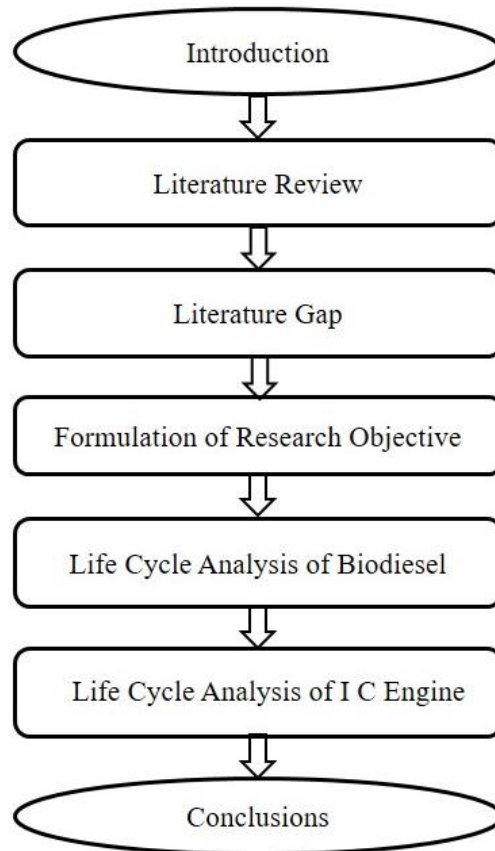 Introduction
Literature Review
Literature Gap
Formulation of Research Objective
Life Cycle Analysis of Biodiesel
Life Cycle Analysis of I C Engine
Conclusions